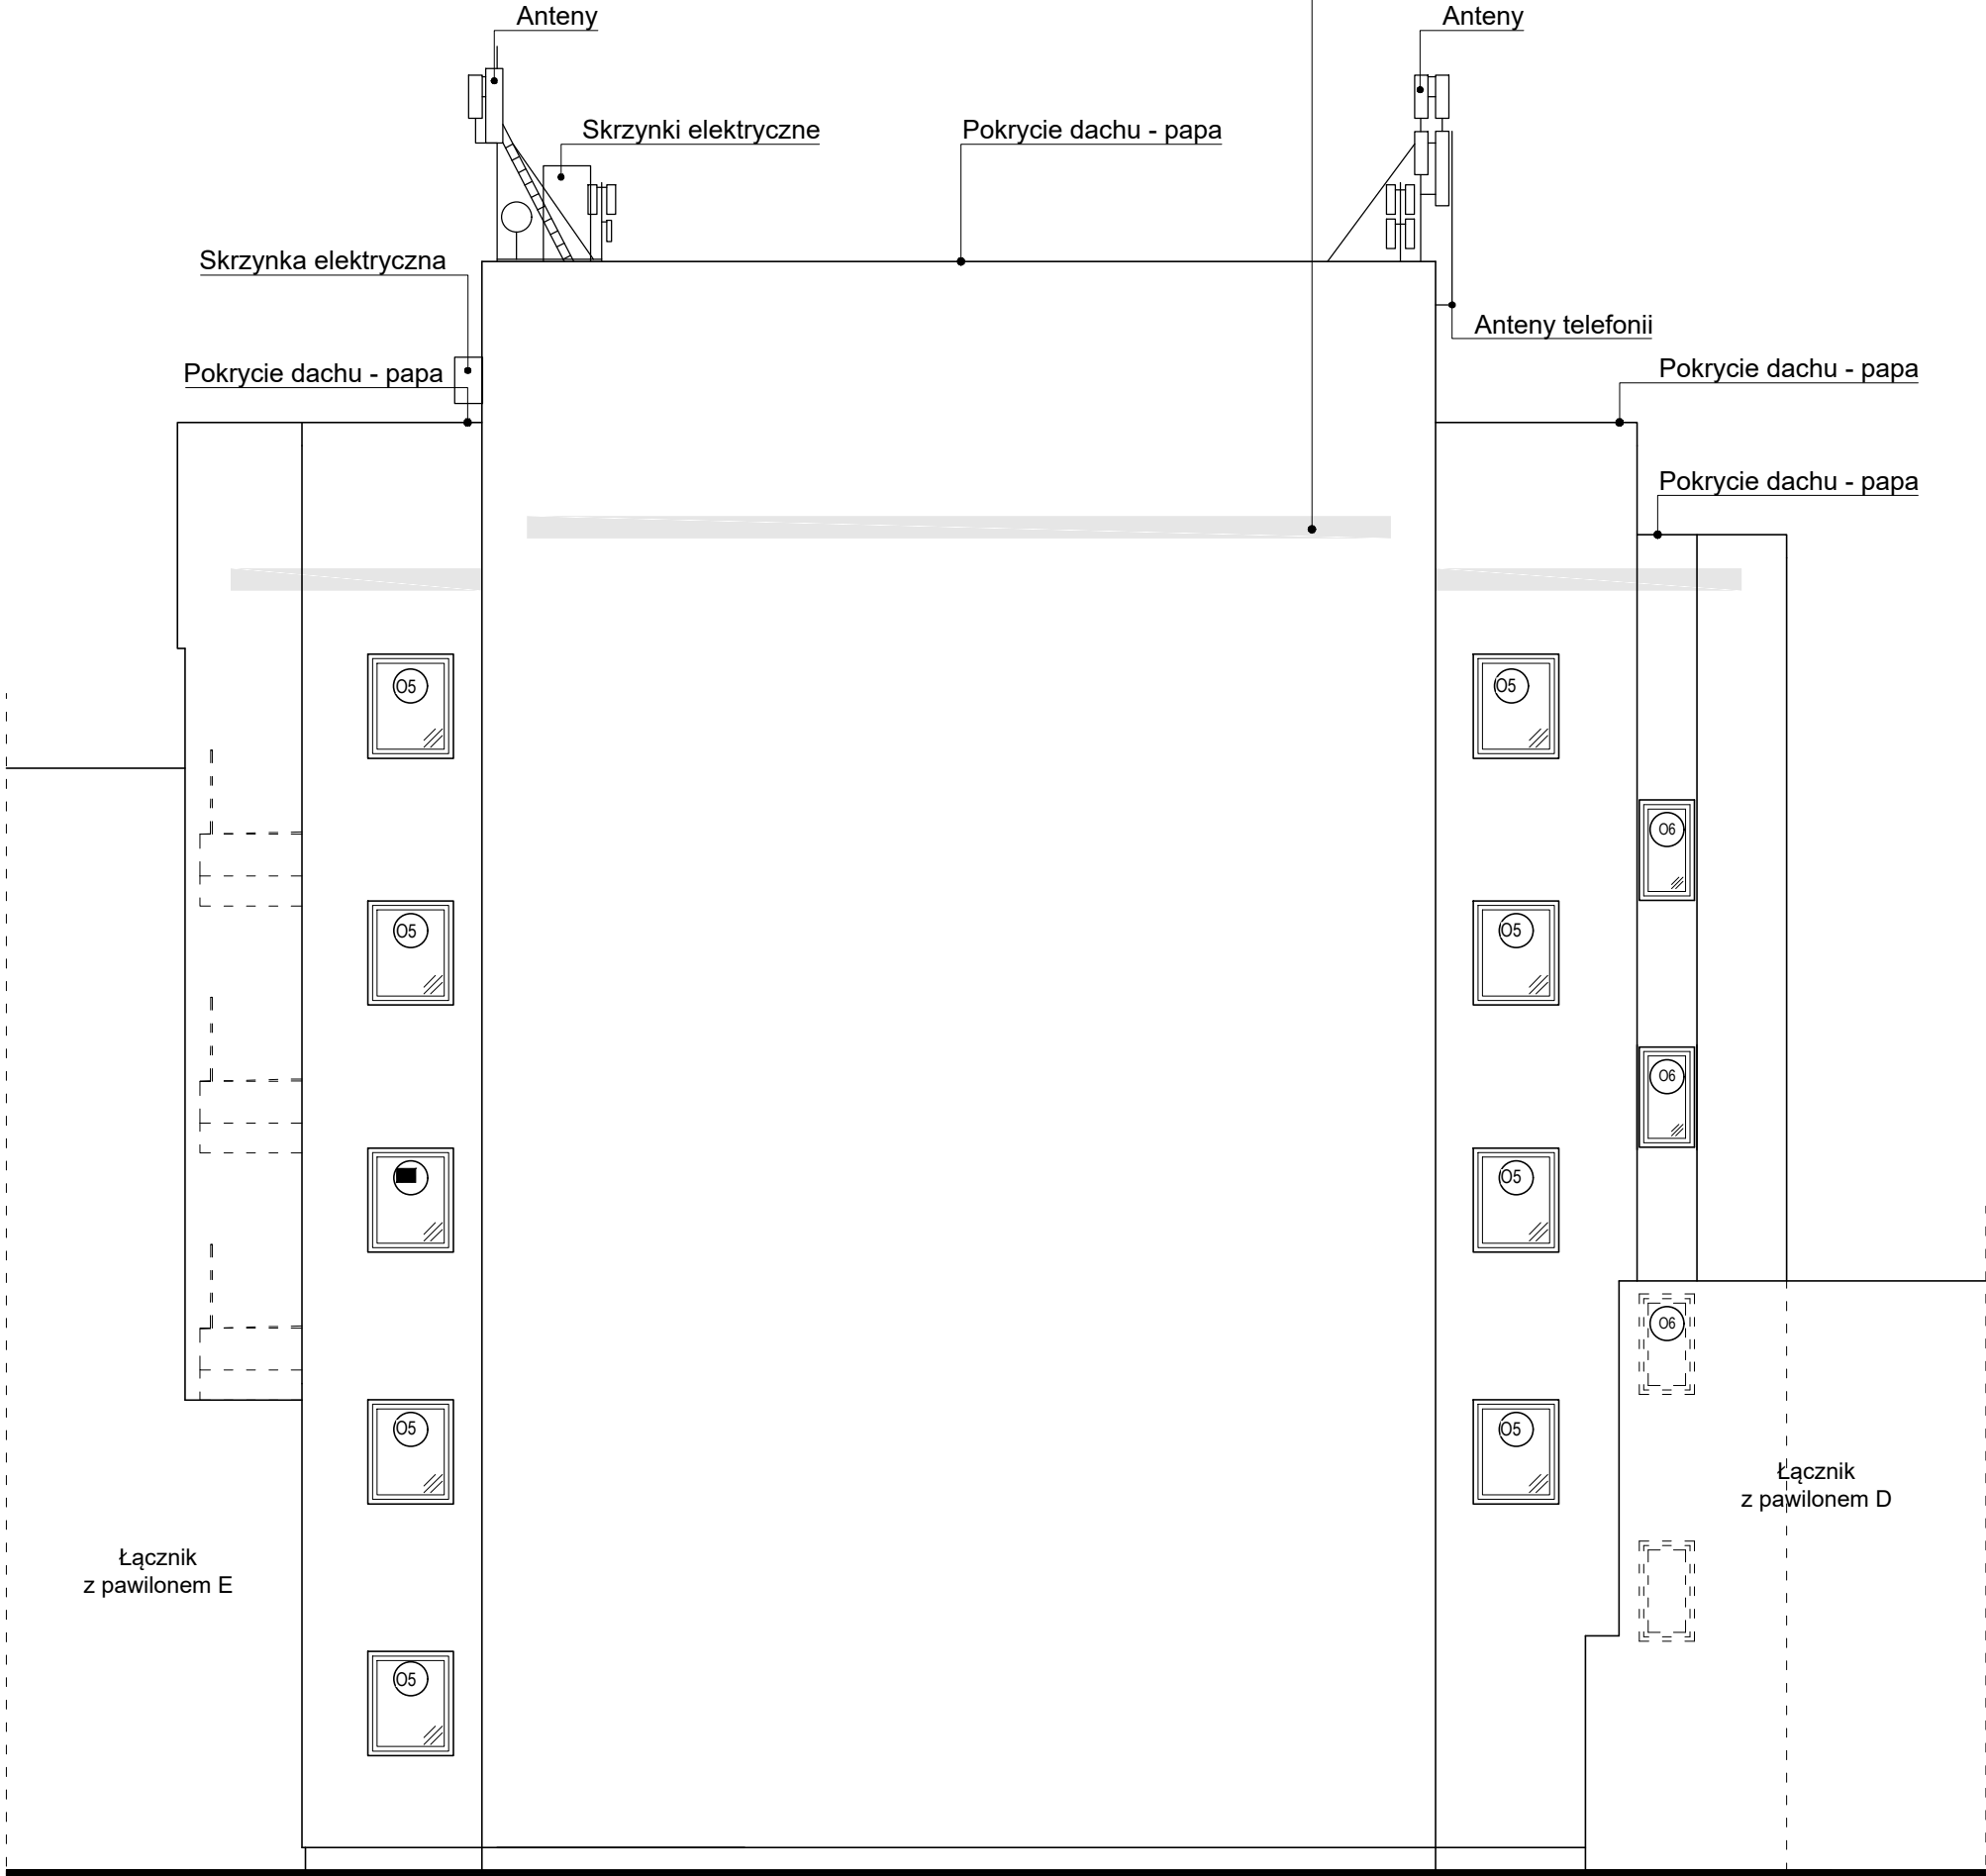 Anteny
Anteny
Skrzynki elektryczne
Pokrycie dachu - papa
Skrzynka elektryczna
Anteny telefonii
Pokrycie dachu - papa
Pokrycie dachu - papa
Pokrycie dachu - papa
O5
O5
O6
O5
O5
O6
O5
O6
O5
O5
Łącznik
z pawilonem D
Łącznik
z pawilonem E
O5